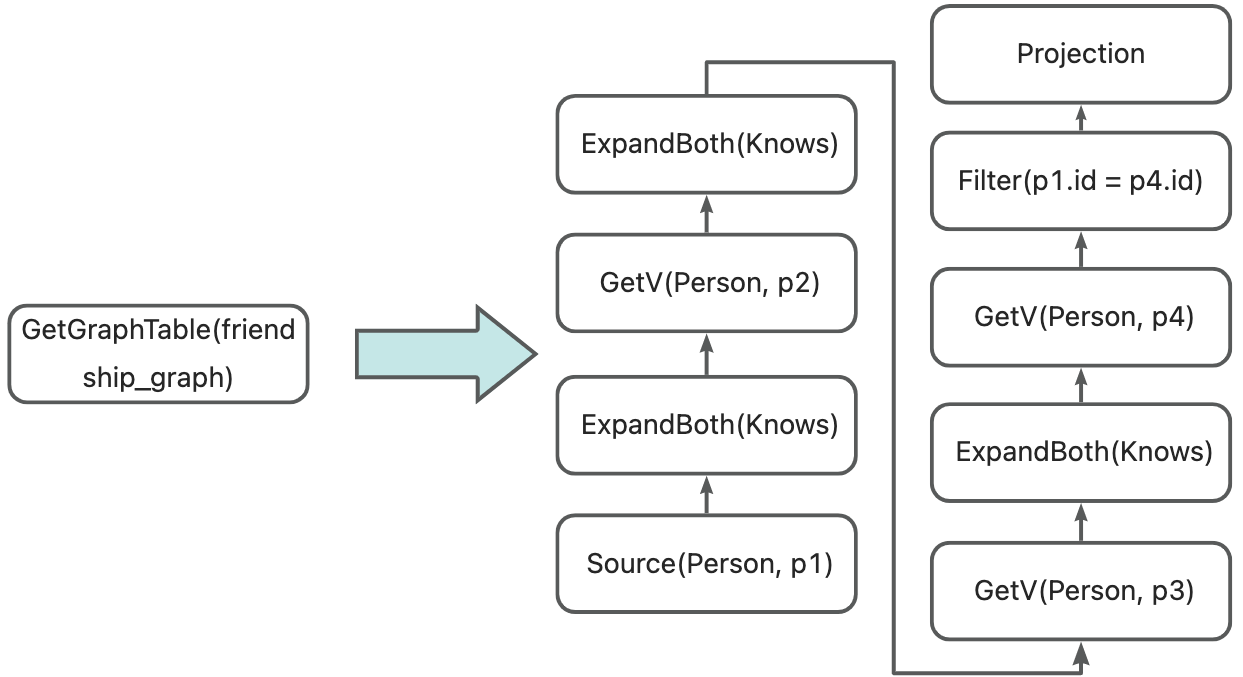 GetGraphTable(friend
ship_graph)
ExpandBoth(Knows)
GetV(Person, p2)
ExpandBoth(Knows)
Source(Person, p1)
Projection
Filter(p1.id = p4.id)
GetV(Person, p4)
ExpandBoth(Knows)
GetV(Person, p3)